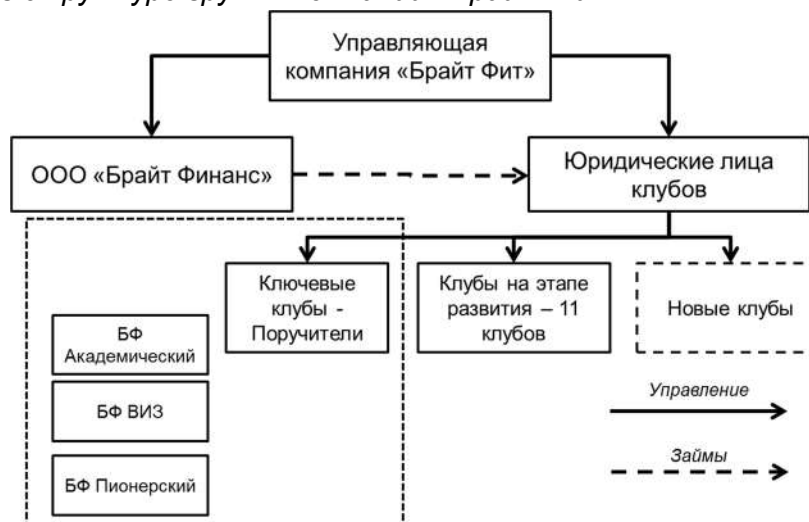 Управляющая
компания «Брайт Фит»
ООО «Брайт Финанс»
Юридические лица
клубов
Ключевые
клубы -
Поручители
Клубы на этапе
развития – 11
клубов
Новые клубы
БФ
Академический
БФ ВИЗ
БФ Пионерский
Управление
Займы